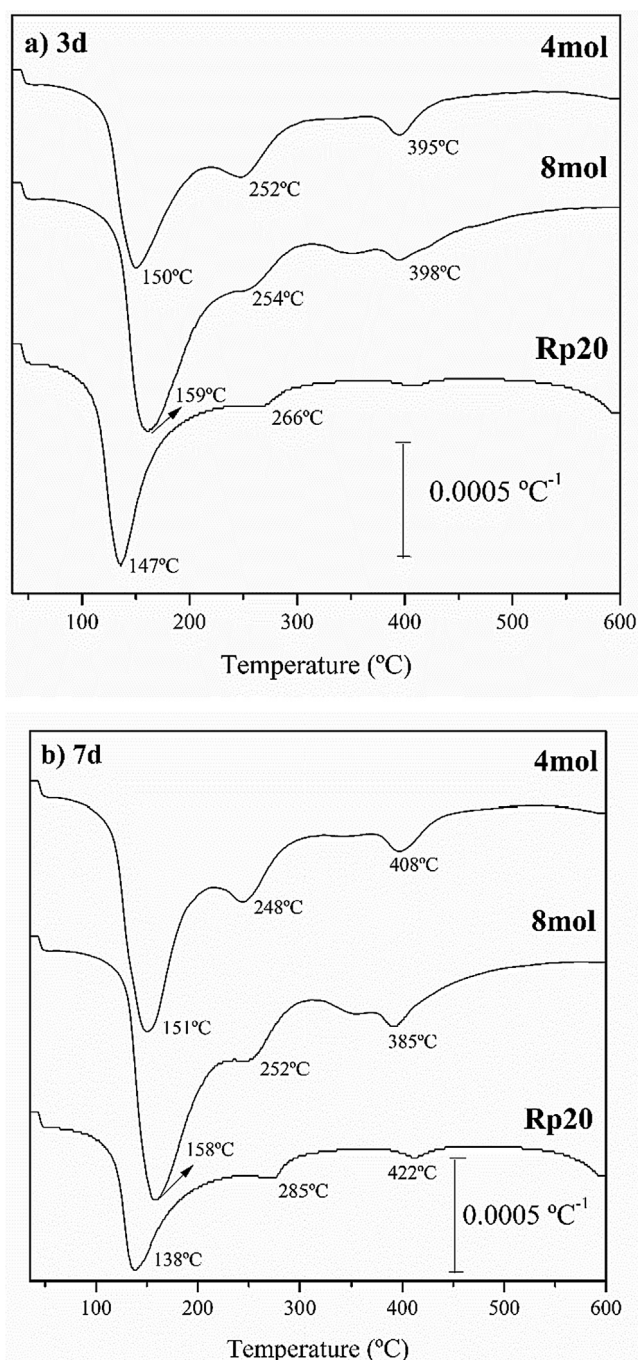 a) 3d
4mol
395ºC
252ºC
8mol
150ºC
398ºC
254ºC
Rp20
159ºC
266ºC
0.0005 ºC-1
147ºC
100 200 300 400 500 600
Temperature (ºC)
b) 7d
4mol
408ºC
248ºC
8mol
151ºC
385ºC
252ºC
Rp20
158ºC
422ºC
285ºC
0.0005 ºC-1
138ºC
100 200 300 400 500 600
Temperature (ºC)